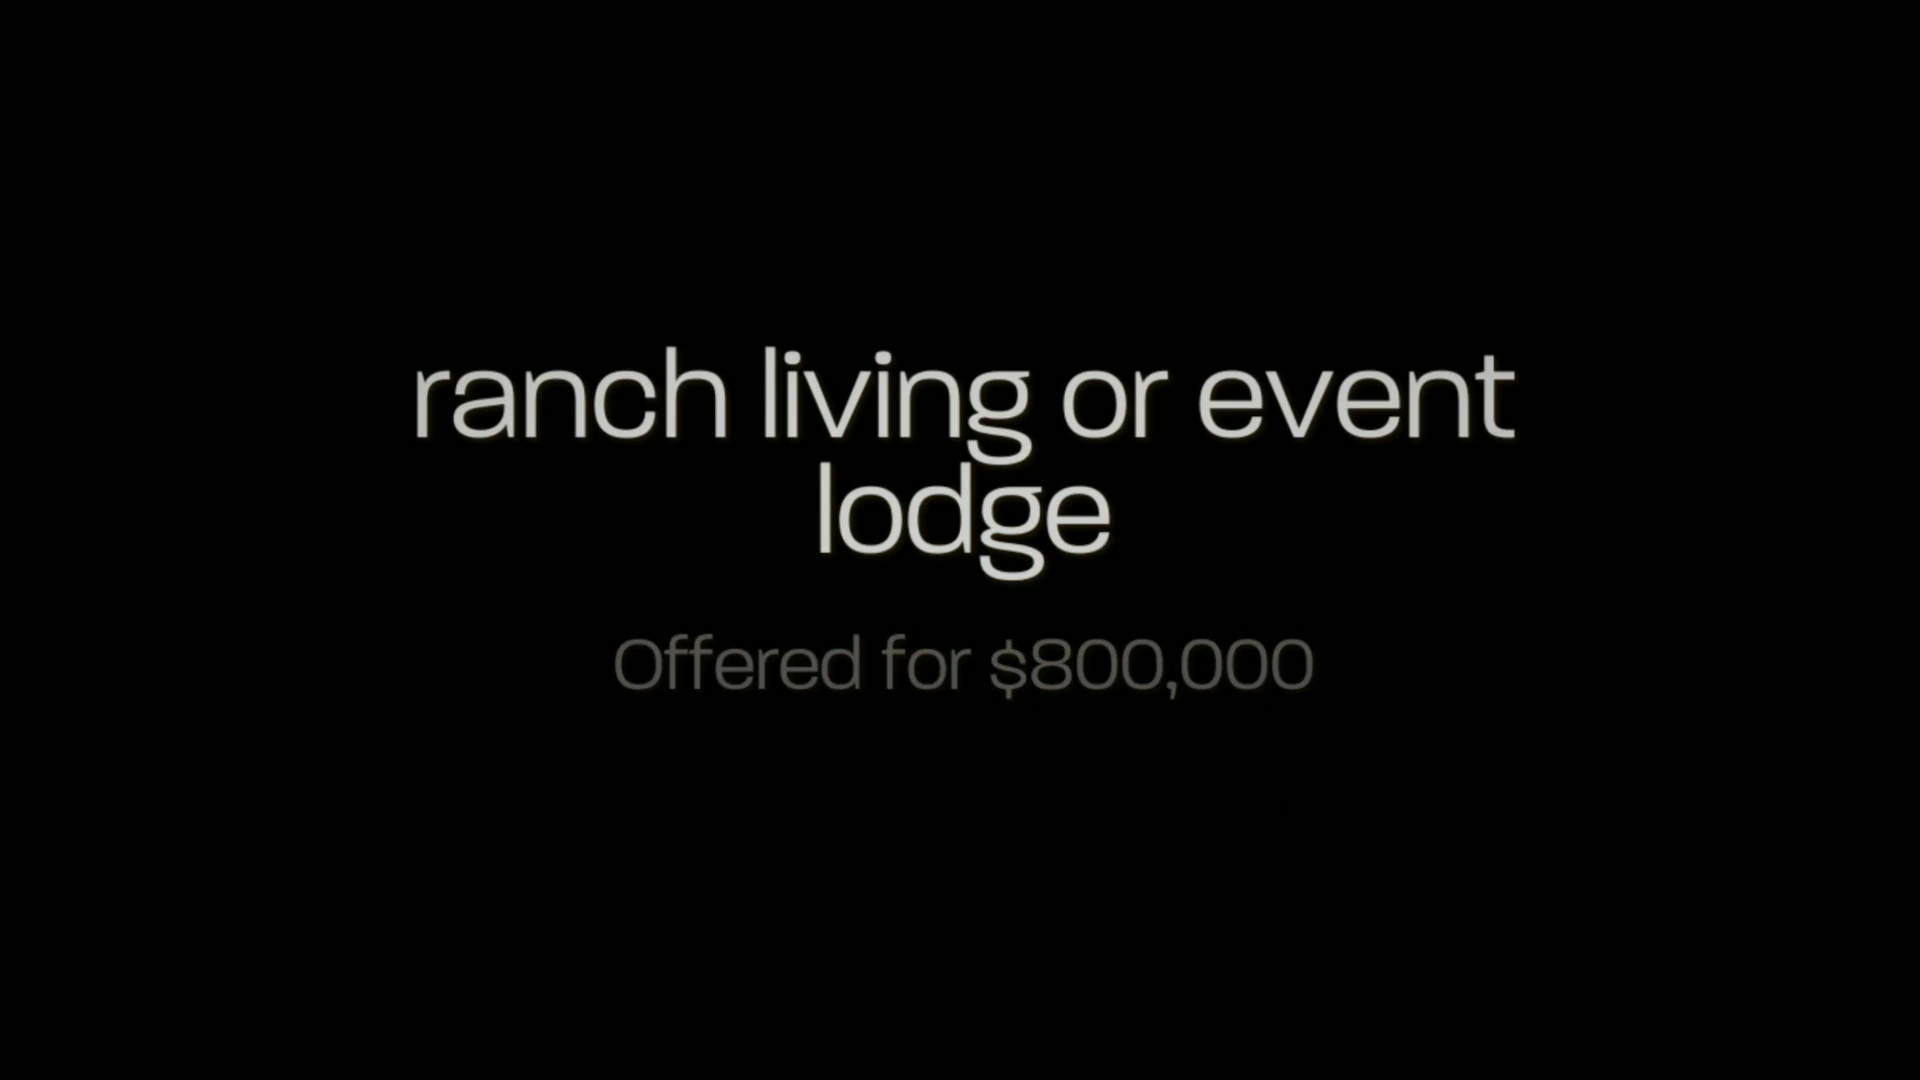 ranch living or event
lodge
Offered for $800,000